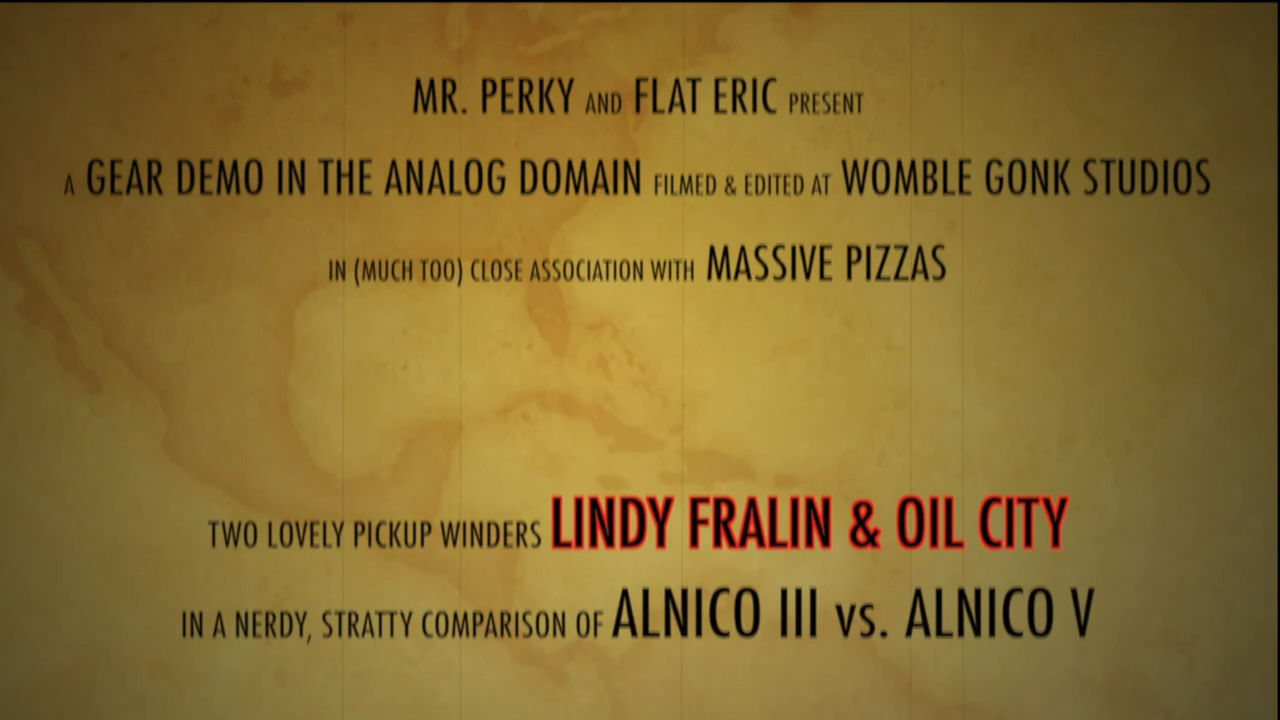 MR. PERKY AND FLAT ERIC PRESENT
A GEAR DEMO IN THE ANALOG DOMAIN FILMED & EDITED AT WOMBLE GONK STUDIOS
IN (MUCH TOO) CLOSE ASSOCIATION WITH MASSIVE PIZZAS
TWO LOVELY PICKUP WINDERS LINDY FRALIN & OIL CITY
IN A NERDY, STRATTY COMPARISON OF ALNICO III vs. ALNICO V